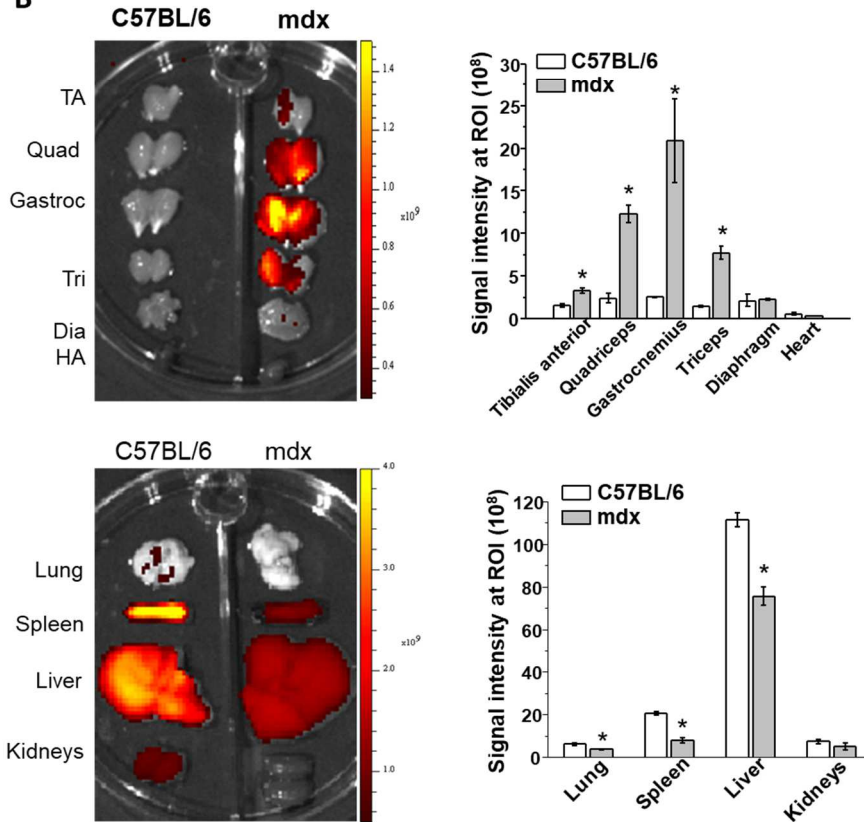 B
C57BL/6 mdx
TA
Quad
Gastroc
Tri
Dia
HA
1.4
1.2
1.0
0.8
0.6
0.4
x10⁹
Signal intensity at ROI (10⁸)
30
25
20
15
10
5
0
C57BL/6
mdx
*
*
*
*
Tibialis anterior
Quadriceps
Gastrocnemius
Triceps
Diaphragm
Heart
C57BL/6 mdx
Lung
Spleen
Liver
Kidneys
4.0
3.0
2.0
1.0
x10⁹
Signal intensity at ROI (10⁸)
120
100
80
60
40
20
0
C57BL/6
mdx
*
*
*
Lung
Spleen
Liver
Kidneys